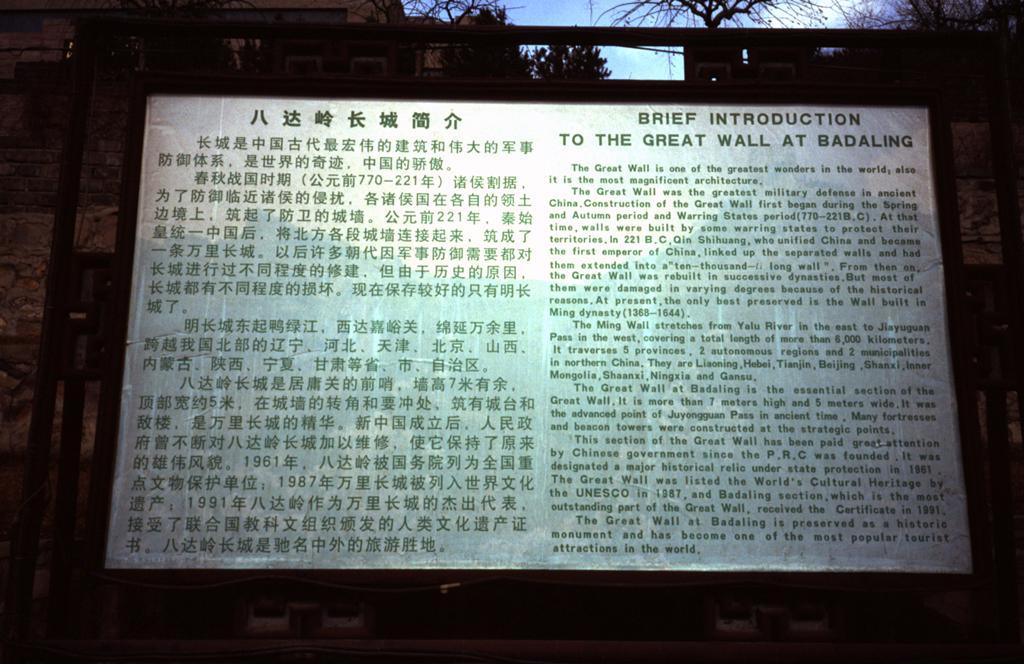 八达岭长城简介
长城是中国古代最宏伟的建筑和伟大的军事
防御体系，是世界的奇迹，中国的骄傲。
春秋战国时期（公元前770—221年）诸侯割据，
为了防御临近诸侯的侵扰，各诸侯国在各自的领土
边境上，筑起了防卫的城墙。公元前221年，秦始
皇统一中国后，将北方各段城墙连接起来，筑成了
一条万里长城。以后许多朝代因军事防御需要都对
长城进行过不同程度的修建，但由于历史的原因，
长城都有不同程度的损坏。现在保存较好的只有明长
城了。
明长城东起鸭绿江，西达嘉峪关，绵延万余里，
跨越我国北部的辽宁、河北、天津、北京、山西、
内蒙古、陕西、宁夏、甘肃等省、市、自治区。
八达岭长城是居庸关的前哨，墙高7米有余，
顶部宽约5米，在城墙的转角和要冲处，筑有城台和
敌楼，是万里长城的精华。新中国成立后，人民政
府曾不断对八达岭长城加以维修，使它保持了原来
的雄伟风貌。1961年，八达岭被国务院列为全国重
点文物保护单位；1987年万里长城被列入世界文化
遗产；1991年八达岭作为万里长城的杰出代表，
接受了联合国教科文组织颁发的人类文化遗产证
书。八达岭长城是驰名中外的旅游胜地。
BRIEF INTRODUCTION
TO THE GREAT WALL AT BADALING
The Great Wall is one of the greatest wonders in the world; also
it is the most magnificent architecture.
The Great Wall was the greatest military defense in ancient
China. Construction of the Great Wall first began during the Spring
and Autumn period and Warring States period(770-221B.C). At that
time, walls were built by some warring states to protect their
territories. In 221 B.C, Qin Shihuang, who unified China and became
the first emperor of China, linked up the separated walls and had
them extended into a"ten-thousand-li long wall". From then on,
the Great Wall was rebuilt in successive dynasties. But most of
them were damaged in varying degrees because of the historical
reasons. At present, the only best preserved is the Wall built in
Ming dynasty(1368-1644).
The Ming Wall stretches from Yalu River in the east to Jiayuguan
Pass in the west, covering a total length of more than 6,000 kilometers.
It traverses 5 provinces, 2 autonomous regions and 2 municipalities
in northern China. They are Liaoning, Hebei, Tianjin, Beijing, Shanxi, Inner
Mongolia, Shaanxi, Ningxia and Gansu.
The Great Wall at Badaling is the essential section of the
Great Wall. It is more than 7 meters high and 5 meters wide. It was
the advanced point of Juyongguan Pass in ancient time. Many fortresses
and beacon towers were constructed at the strategic points.
This section of the Great Wall has been paid great attention
by Chinese government since the P.R.C was founded. It was
designated a major historical relic under state protection in 1961.
The Great Wall was listed the World's Cultural Heritage by
the UNESCO in 1987, and Badaling section, which is the most
outstanding part of the Great Wall, received the Certificate in 1991.
The Great Wall at Badaling is preserved as a historic
monument and has become one of the most popular tourist
attractions in the world.